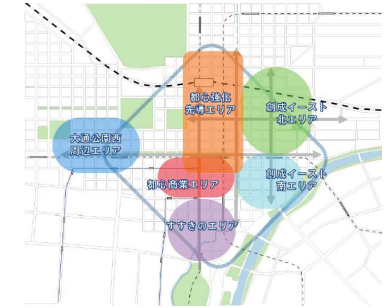 都心強化
先導エリア
創成イースト
北エリア
大通公園西
周辺エリア
都心商業エリア
創成イースト
南エリア
すすきのエリア